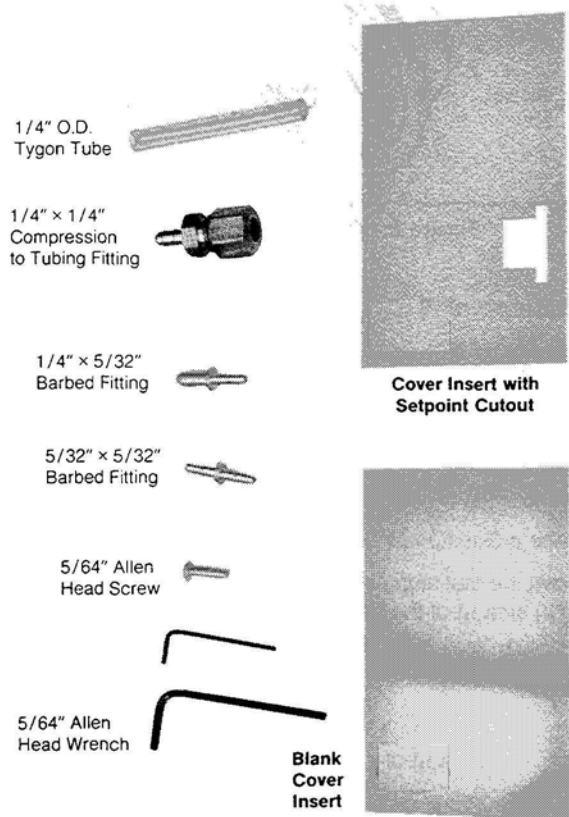 1/4" O.D.
Tygon Tube
1/4" × 1/4"
Compression
to Tubing Fitting
1/4" × 5/32"
Barbed Fitting
Cover Insert with
Setpoint Cutout
5/32" × 5/32"
Barbed Fitting
5/64" Allen
Head Screw
5/64" Allen
Head Wrench
Blank
Cover
Insert